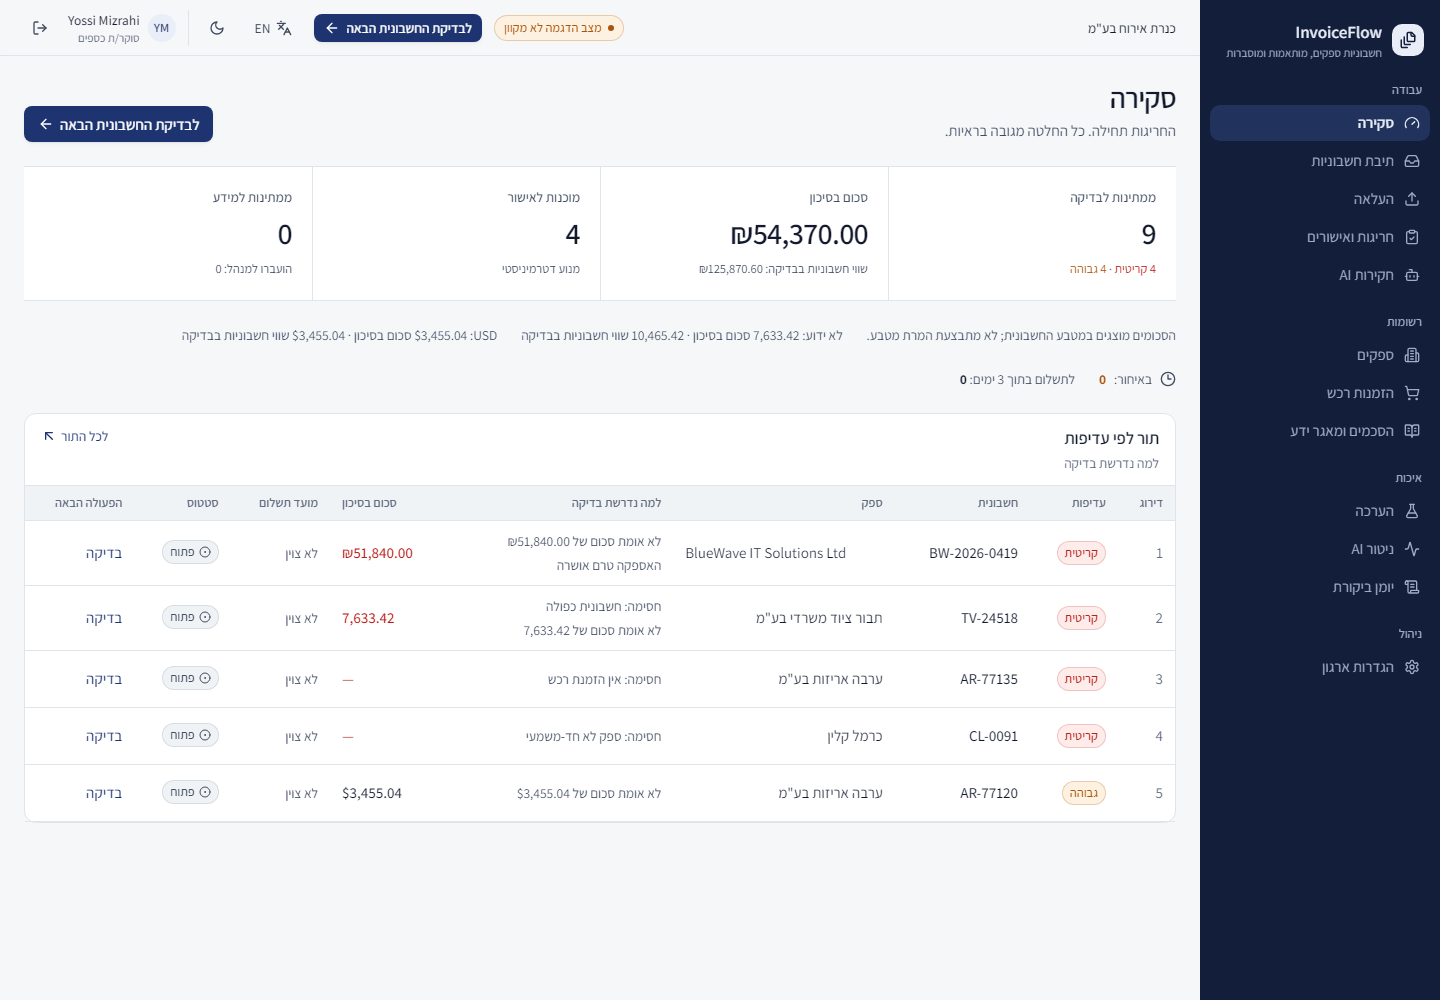 InvoiceFlow
חשבוניות ספקים, מותאמות ומוסברות
עבודה
סקירה
תיבת חשבוניות
העלאה
חריגות ואישורים
חקירות AI
רשומות
ספקים
הזמנות רכש
הסכמים ומאגר ידע
איכות
הערכה
ניטור AI
יומן ביקורת
ניהול
הגדרות ארגון
כנרת אירוח בע"מ
מצב הדגמה לא מקוון
לבדיקת החשבונית הבאה
EN
YM
Yossi Mizrahi
סוקר/ת כספים
סקירה
החריגות תחילה. כל החלטה מגובה בראיות.
לבדיקת החשבונית הבאה
ממתינות לבדיקה
9
4 קריטית · 4 גבוהה
סכום בסיכון
₪54,370.00
שווי חשבוניות בבדיקה: ₪125,870.60
מוכנות לאישור
4
מנוע דטרמיניסטי
ממתינות למידע
0
הועברו למנהל: 0
הסכומים מוצגים במטבע החשבונית; לא מתבצעת המרת מטבע.
לא ידוע: 7,633.42 סכום בסיכון · 10,465.42 שווי חשבוניות בבדיקה
USD: $3,455.04 סכום בסיכון · $3,455.04 שווי חשבוניות בבדיקה
באיחור: 0
לתשלום בתוך 3 ימים: 0
תור לפי עדיפות
למה נדרשת בדיקה
לכל התור
דירוג עדיפות חשבונית ספק למה נדרשת בדיקה סכום בסיכון מועד תשלום סטטוס הפעולה הבאה
1 קריטית BW-2026-0419 BlueWave IT Solutions Ltd לא אומת סכום של ₪51,840.00 ₪51,840.00 לא צוין פתוח בדיקה
האספקה טרם אושרה
2 קריטית TV-24518 תבור ציוד משרדי בע"מ חסימה: חשבונית כפולה 7,633.42 לא צוין פתוח בדיקה
לא אומת סכום של 7,633.42
3 קריטית AR-77135 ערבה אריזות בע"מ חסימה: אין הזמנת רכש — לא צוין פתוח בדיקה
4 קריטית CL-0091 כרמל קלין חסימה: ספק לא חד-משמעי — לא צוין פתוח בדיקה
5 גבוהה AR-77120 ערבה אריזות בע"מ לא אומת סכום של $3,455.04 $3,455.04 לא צוין פתוח בדיקה